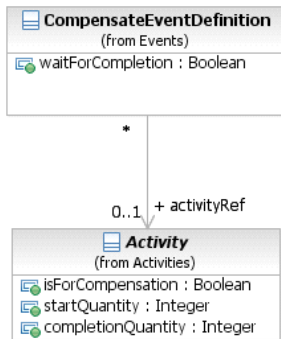 CompensateEventDefinition
(from Events)
waitForCompletion : Boolean
*
0..1 + activityRef
Activity
(from Activities)
isForCompensation : Boolean
startQuantity : Integer
completionQuantity : Integer